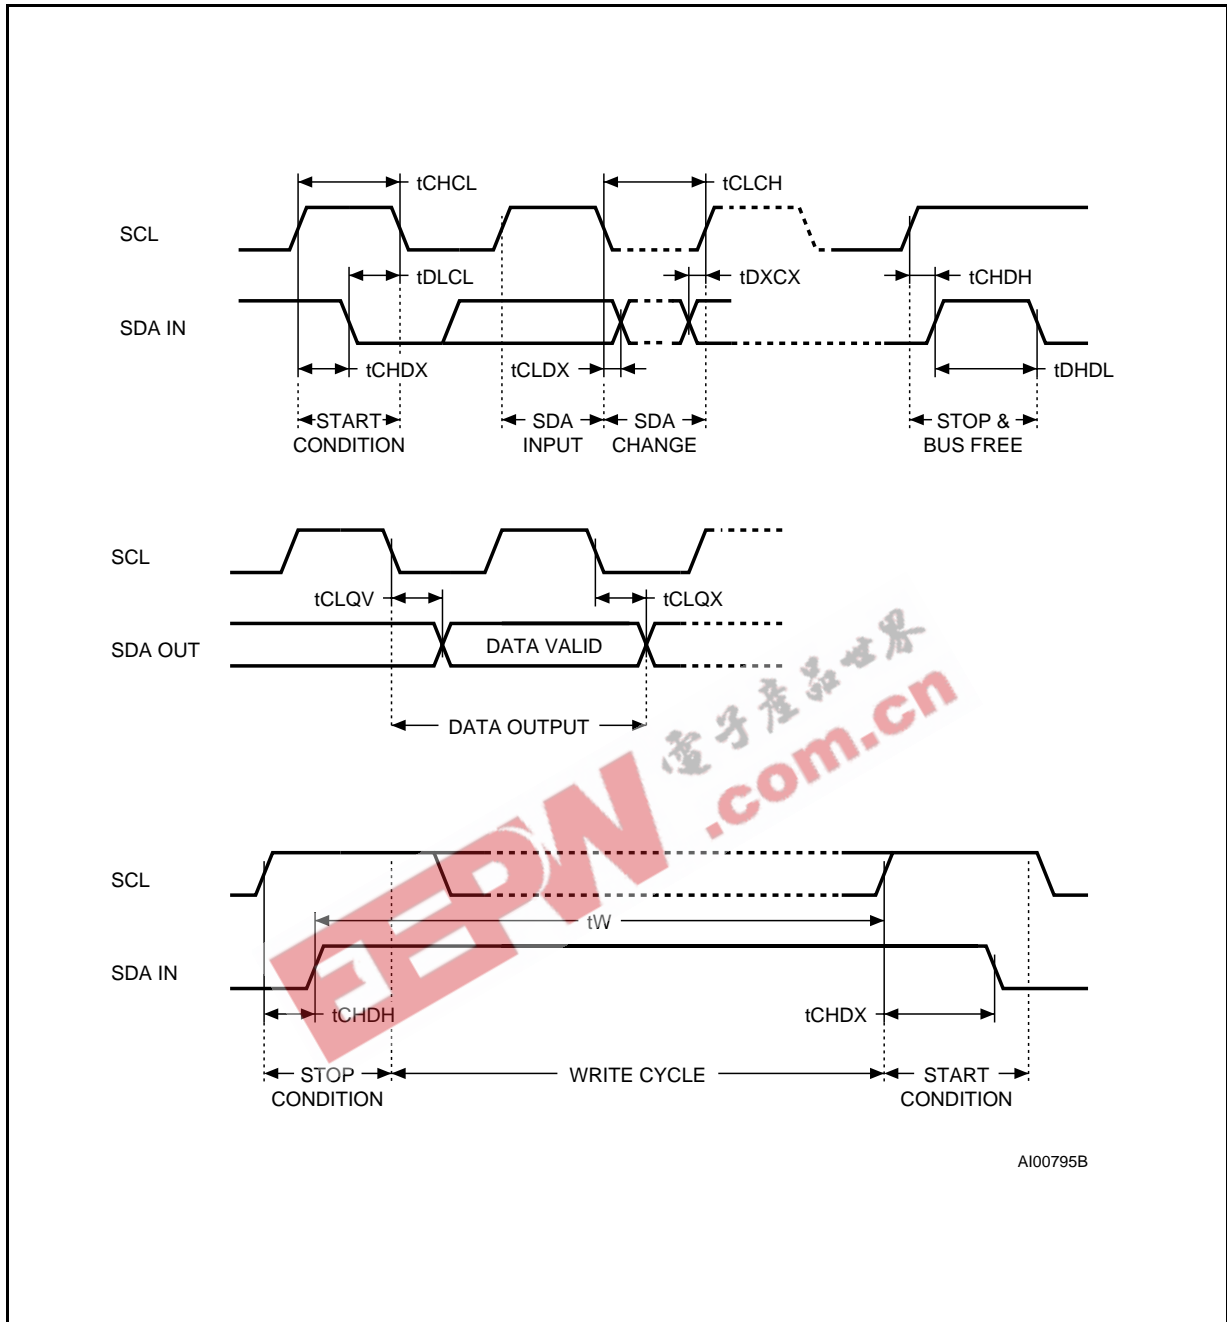 tCHCL tCLCH
SCL
tDLCL tDXCX tCHDH
SDA IN
tCHDX tCLDX tDHDL
START CONDITION
SDA INPUT
SDA CHANGE
STOP & BUS FREE
SCL
tCLQV tCLQX
SDA OUT DATA VALID
DATA OUTPUT
電子產品世界
EEPW
.com.cn
SCL
tW
SDA IN
tCHDH tCHDX
STOP CONDITION
WRITE CYCLE
START CONDITION
AI00795B